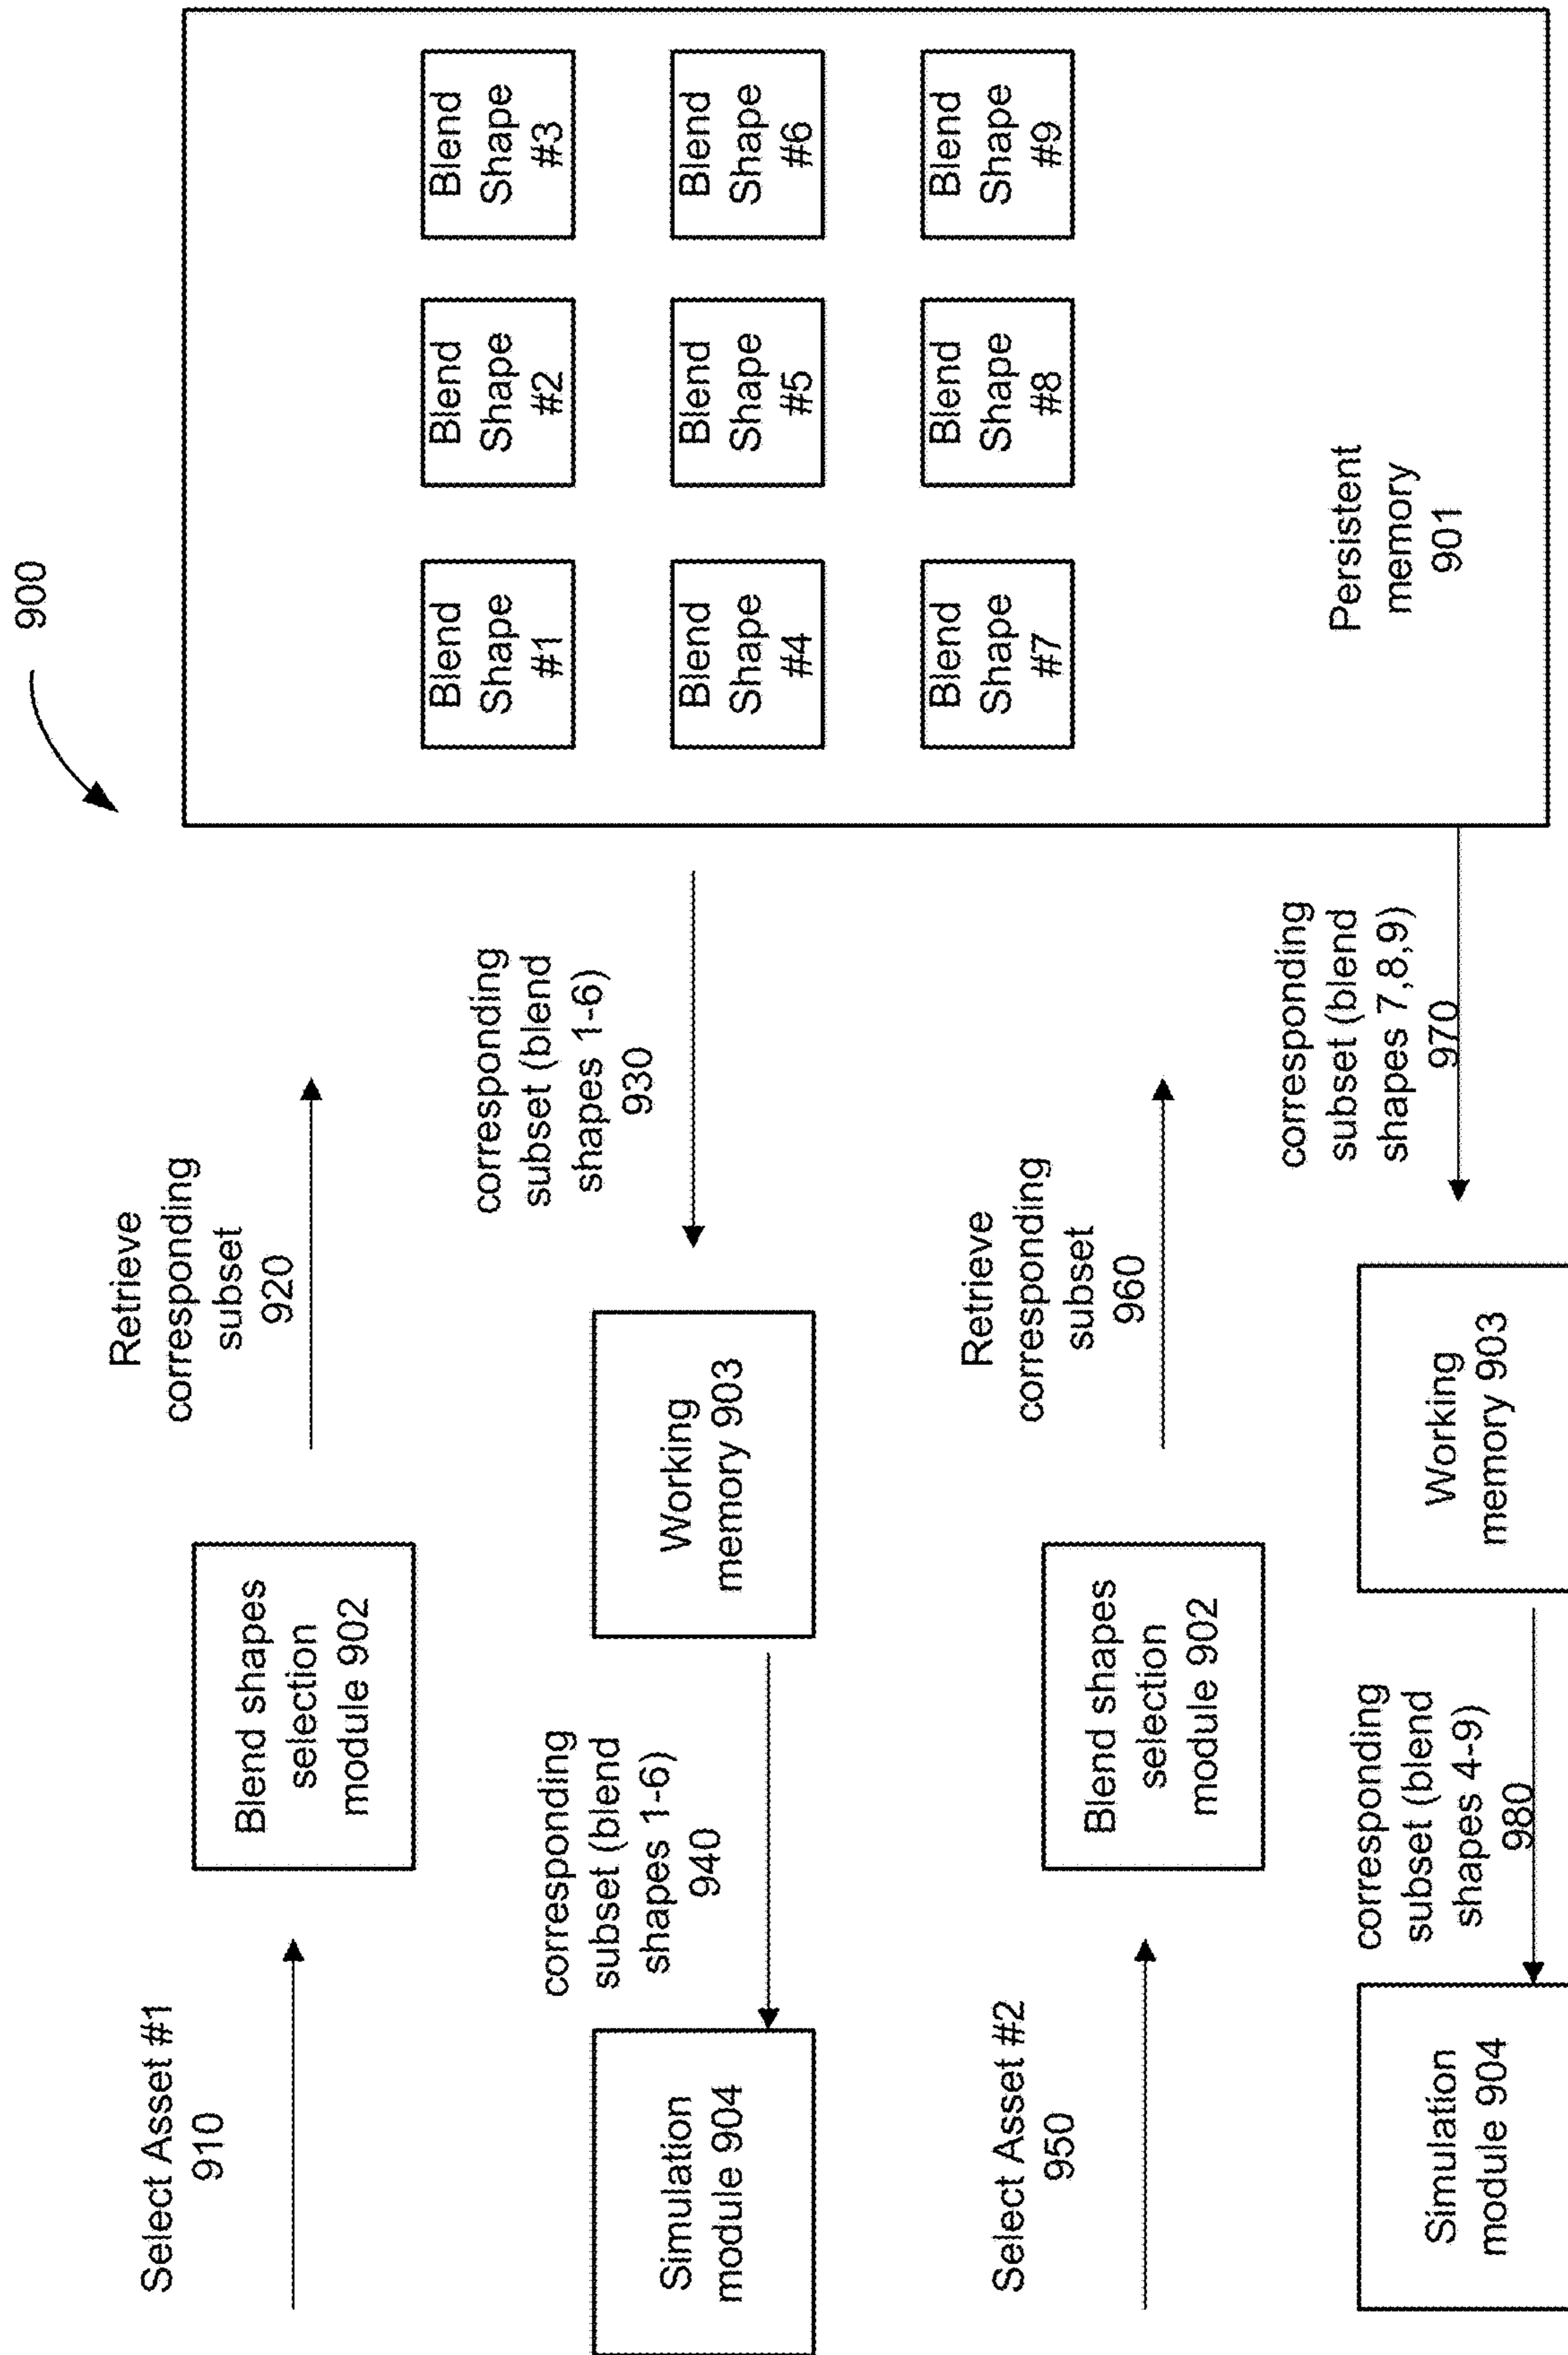 900
Select Asset #1
910
Blend shapes
selection
module 902
Retrieve
corresponding
subset
920
Simulation
module 904
corresponding
subset (blend
shapes 1-6)
940
Working
memory 903
corresponding
subset (blend
shapes 1-6)
930
Select Asset #2
950
Blend shapes
selection
module 902
Retrieve
corresponding
subset
960
Simulation
module 904
corresponding
subset (blend
shapes 4-9)
980
Working
memory 903
corresponding
subset (blend
shapes 7,8,9)
970
Blend
Shape
#1
Blend
Shape
#2
Blend
Shape
#3
Blend
Shape
#4
Blend
Shape
#5
Blend
Shape
#6
Blend
Shape
#7
Blend
Shape
#8
Blend
Shape
#9
Persistent
memory
901